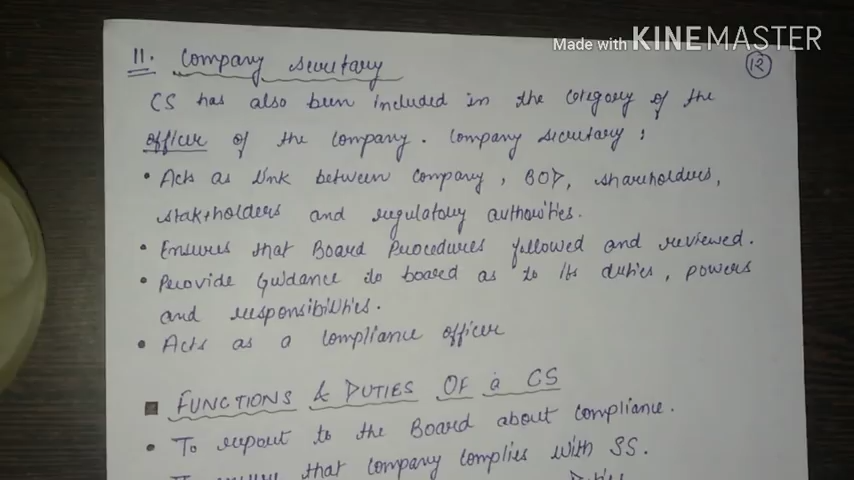 Made with KINEMASTER
12
11. Company Secretary
CS has also been included in the category of the
officer of the company. Company Secretary :
• Acts as link between company, BOD, shareholders,
stakeholders and regulatory authorities.
• Ensures that Board Procedures followed and reviewed.
• Provide Guidance to board as to its duties, powers
and responsibilities.
• Acts as a compliance officer
■ FUNCTIONS & DUTIES OF a CS
• To report to the Board about compliance.
that company complies with SS.